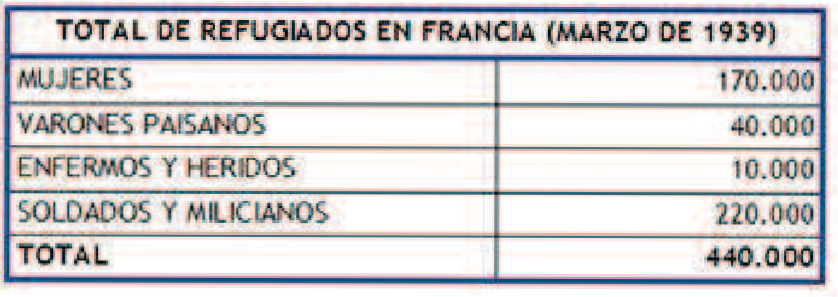 TOTAL DE REFUGIADOS EN FRANCIA (MARZO DE 1939)
MUJERES 170.000
VARONES PAISANOS 40.000
ENFERMOS Y HERIDOS 10.000
SOLDADOS Y MILICIANOS 220.000
TOTAL 440.000